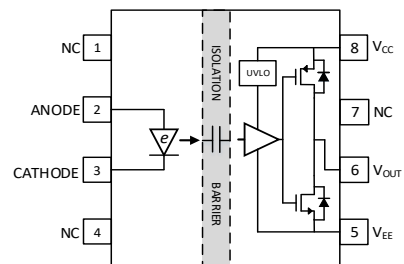 NC 1
ANODE 2
CATHODE 3
NC 4
e
ISOLATION
BARRIER
UVLO
8 VCC
7 NC
6 VOUT
5 VEE